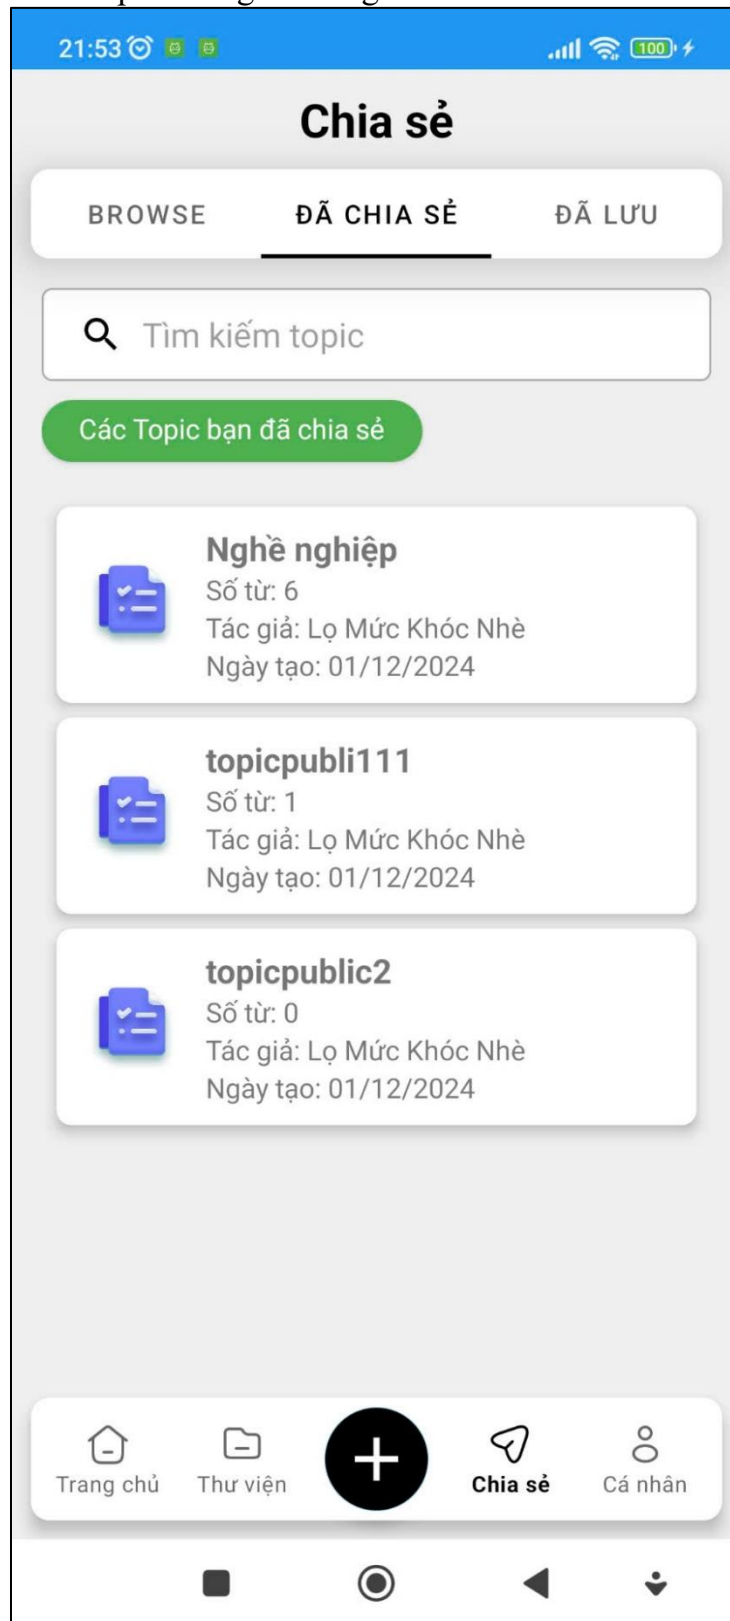 21:53
100
Chia sẻ
BROWSE ĐÃ CHIA SẺ ĐÃ LƯU
Tìm kiếm topic
Các Topic bạn đã chia sẻ
Nghề nghiệp
Số từ: 6
Tác giả: Lọ Mức Khóc Nhè
Ngày tạo: 01/12/2024
topicpubli111
Số từ: 1
Tác giả: Lọ Mức Khóc Nhè
Ngày tạo: 01/12/2024
topicpublic2
Số từ: 0
Tác giả: Lọ Mức Khóc Nhè
Ngày tạo: 01/12/2024
Trang chủ Thư viện Chia sẻ Cá nhân